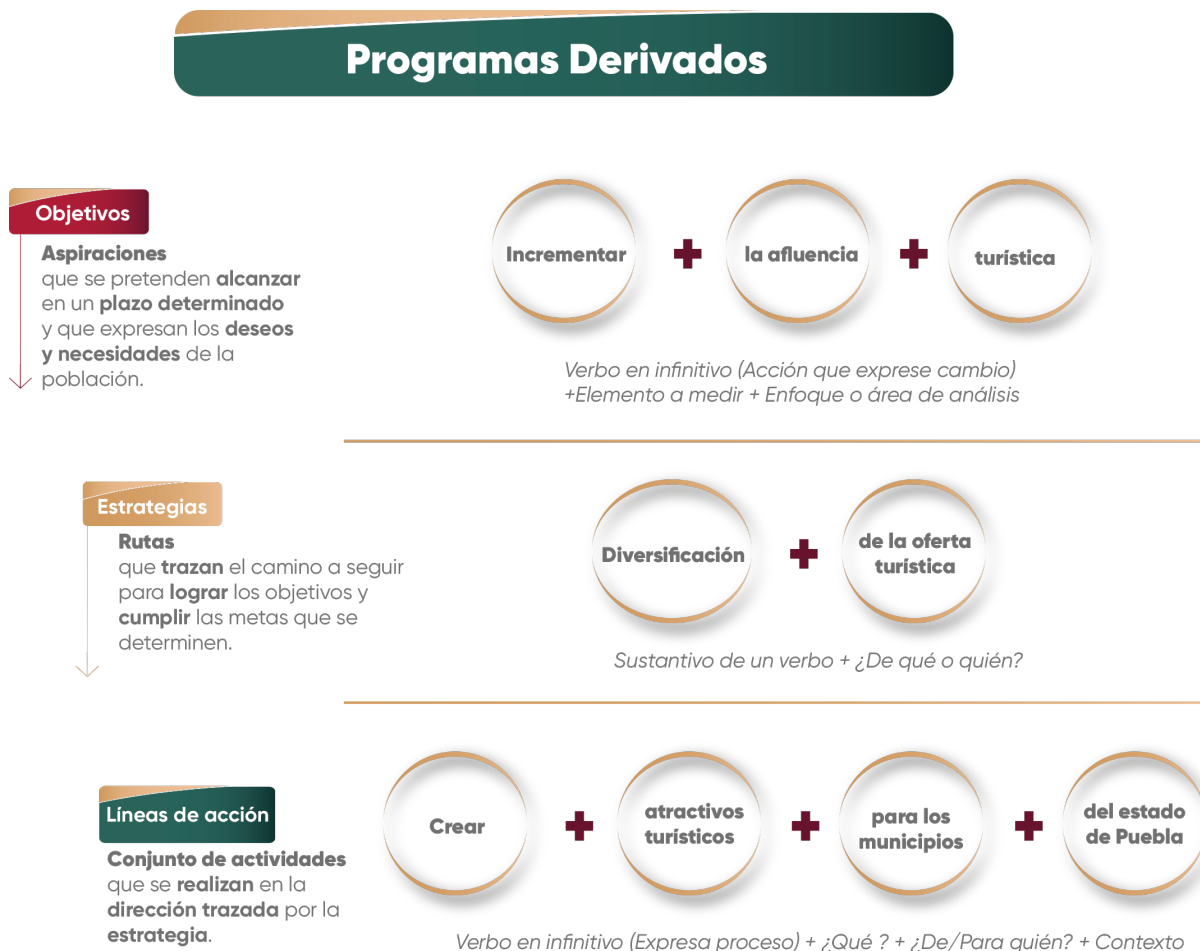 Programas Derivados
Objetivos
Aspiraciones
que se pretenden alcanzar
en un plazo determinado
y que expresan los deseos
y necesidades de la
población.
Incrementar + la afluencia + turística
Verbo en infinitivo (Acción que exprese cambio)
+Elemento a medir + Enfoque o área de análisis
Estrategias
Rutas
que trazan el camino a seguir
para lograr los objetivos y
cumplir las metas que se
determinen.
Diversificación + de la oferta
turística
Sustantivo de un verbo + ¿De qué o quién?
Líneas de acción
Conjunto de actividades
que se realizan en la
dirección trazada por la
estrategia.
Crear + atractivos
turísticos + para los
municipios + del estado
de Puebla
Verbo en infinitivo (Expresa proceso) + ¿Qué ? + ¿De/Para quién? + Contexto